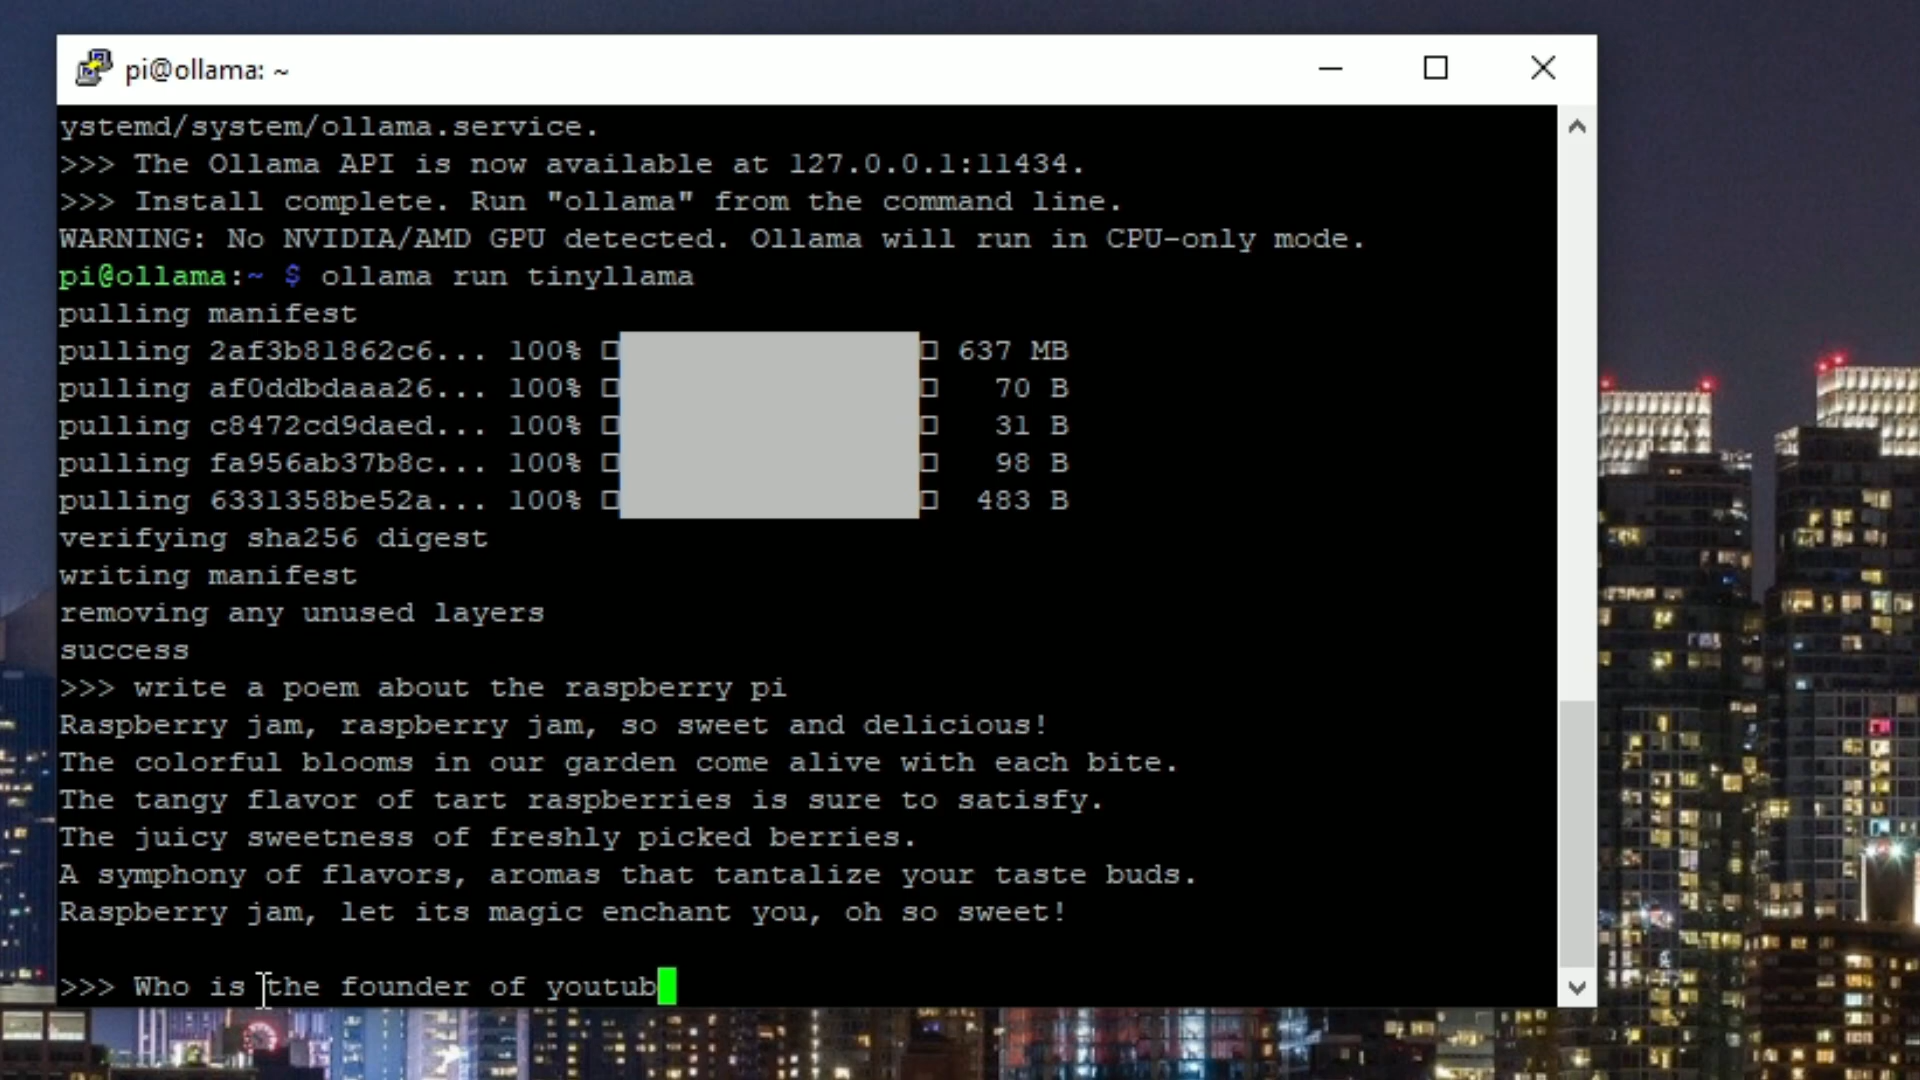 pi@ollama: ~
ystemd/system/ollama.service.
>>> The Ollama API is now available at 127.0.0.1:11434.
>>> Install complete. Run "ollama" from the command line.
WARNING: No NVIDIA/AMD GPU detected. Ollama will run in CPU-only mode.
pi@ollama:~ $ ollama run tinyllama
pulling manifest
pulling 2af3b81862c6... 100% 637 MB
pulling af0ddbdaaa26... 100% 70 B
pulling c8472cd9daed... 100% 31 B
pulling fa956ab37b8c... 100% 98 B
pulling 6331358be52a... 100% 483 B
verifying sha256 digest
writing manifest
removing any unused layers
success
>>> write a poem about the raspberry pi
Raspberry jam, raspberry jam, so sweet and delicious!
The colorful blooms in our garden come alive with each bite.
The tangy flavor of tart raspberries is sure to satisfy.
The juicy sweetness of freshly picked berries.
A symphony of flavors, aromas that tantalize your taste buds.
Raspberry jam, let its magic enchant you, oh so sweet!
>>> Who is the founder of youtub